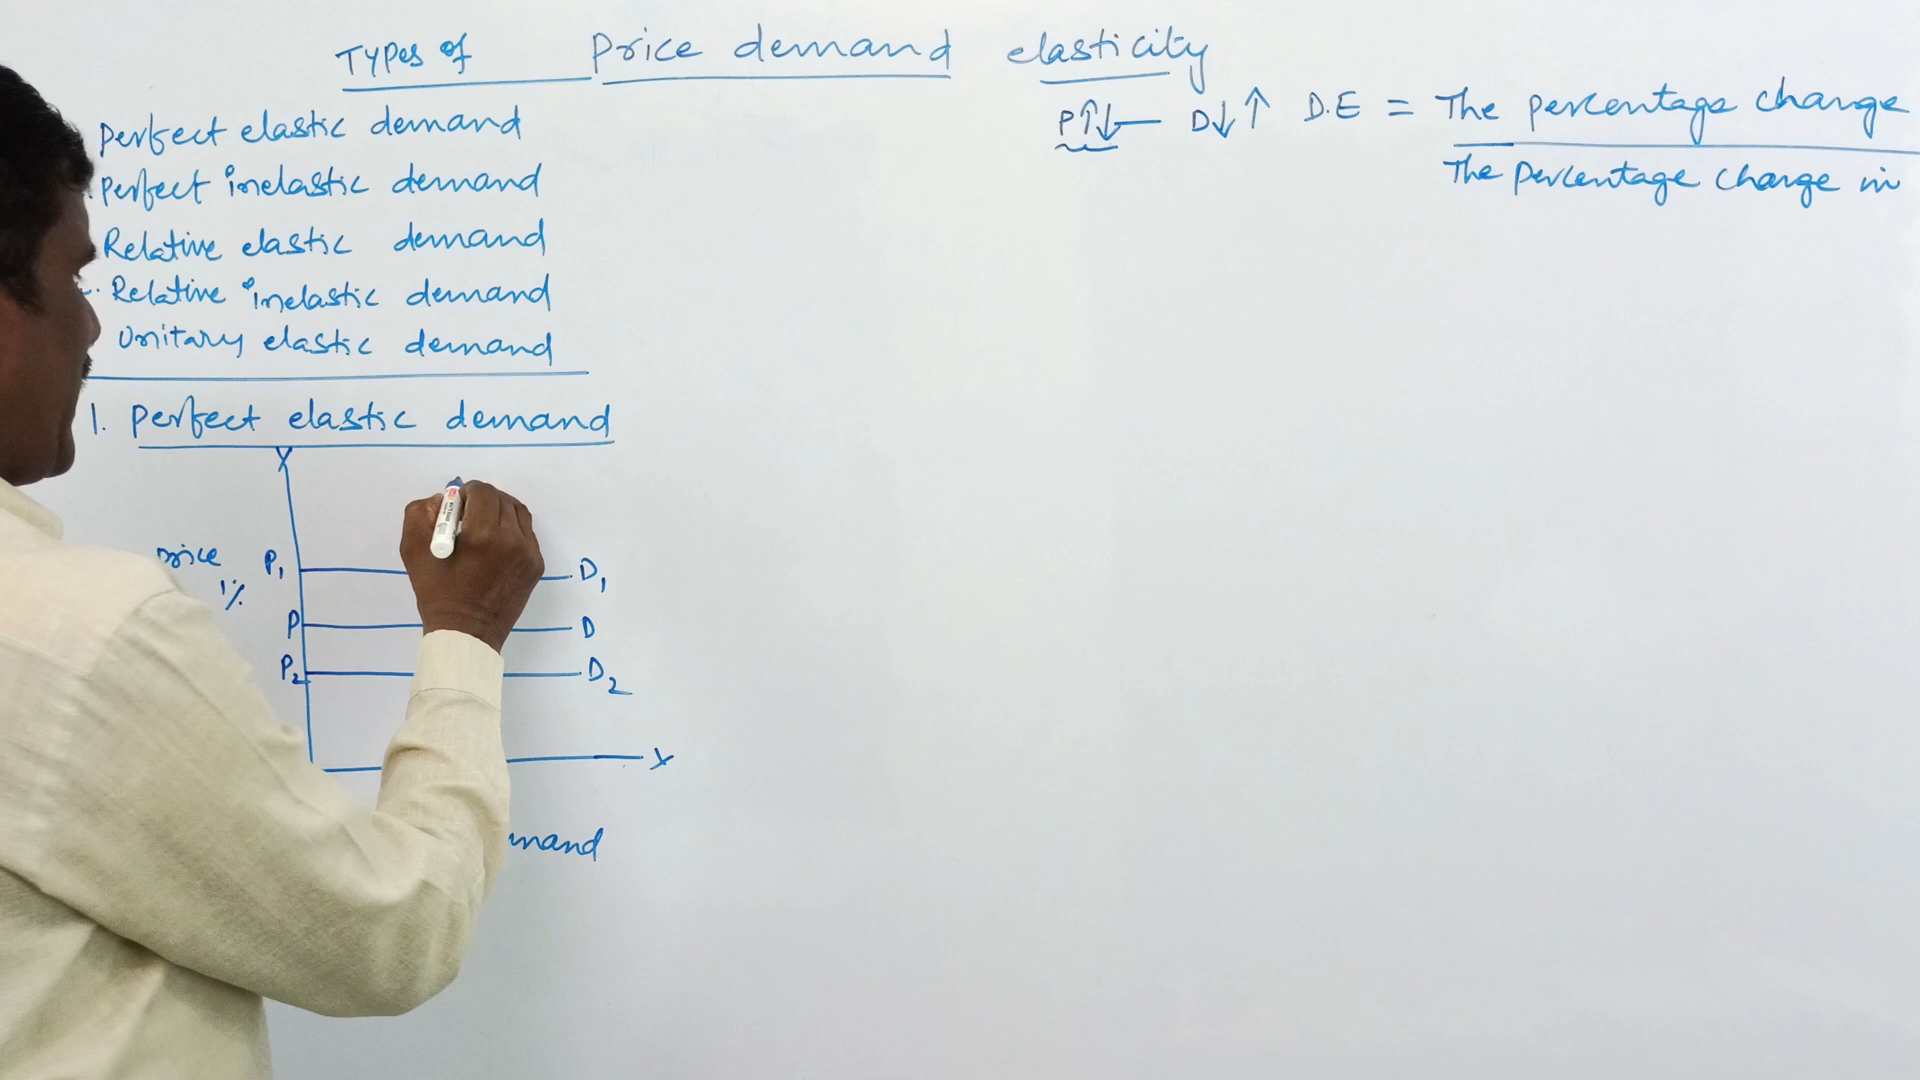 Types of Price demand elasticity
P↑↓ — D↓↑ D.E = The percentage change
The percentage change in
perfect elastic demand
perfect inelastic demand
Relative elastic demand
Relative inelastic demand
Unitary elastic demand
1. perfect elastic demand
Y
price P1 D1
1%
P D
P2 D2
X
mand